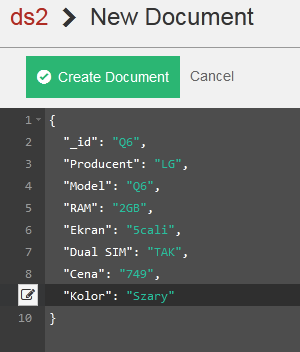 ds2 > New Document
Create Document Cancel
1 {
2 "_id": "Q6",
3 "Producent": "LG",
4 "Model": "Q6",
5 "RAM": "2GB",
6 "Ekran": "5cali",
7 "Dual SIM": "TAK",
8 "Cena": "749",
"Kolor": "Szary"
10 }